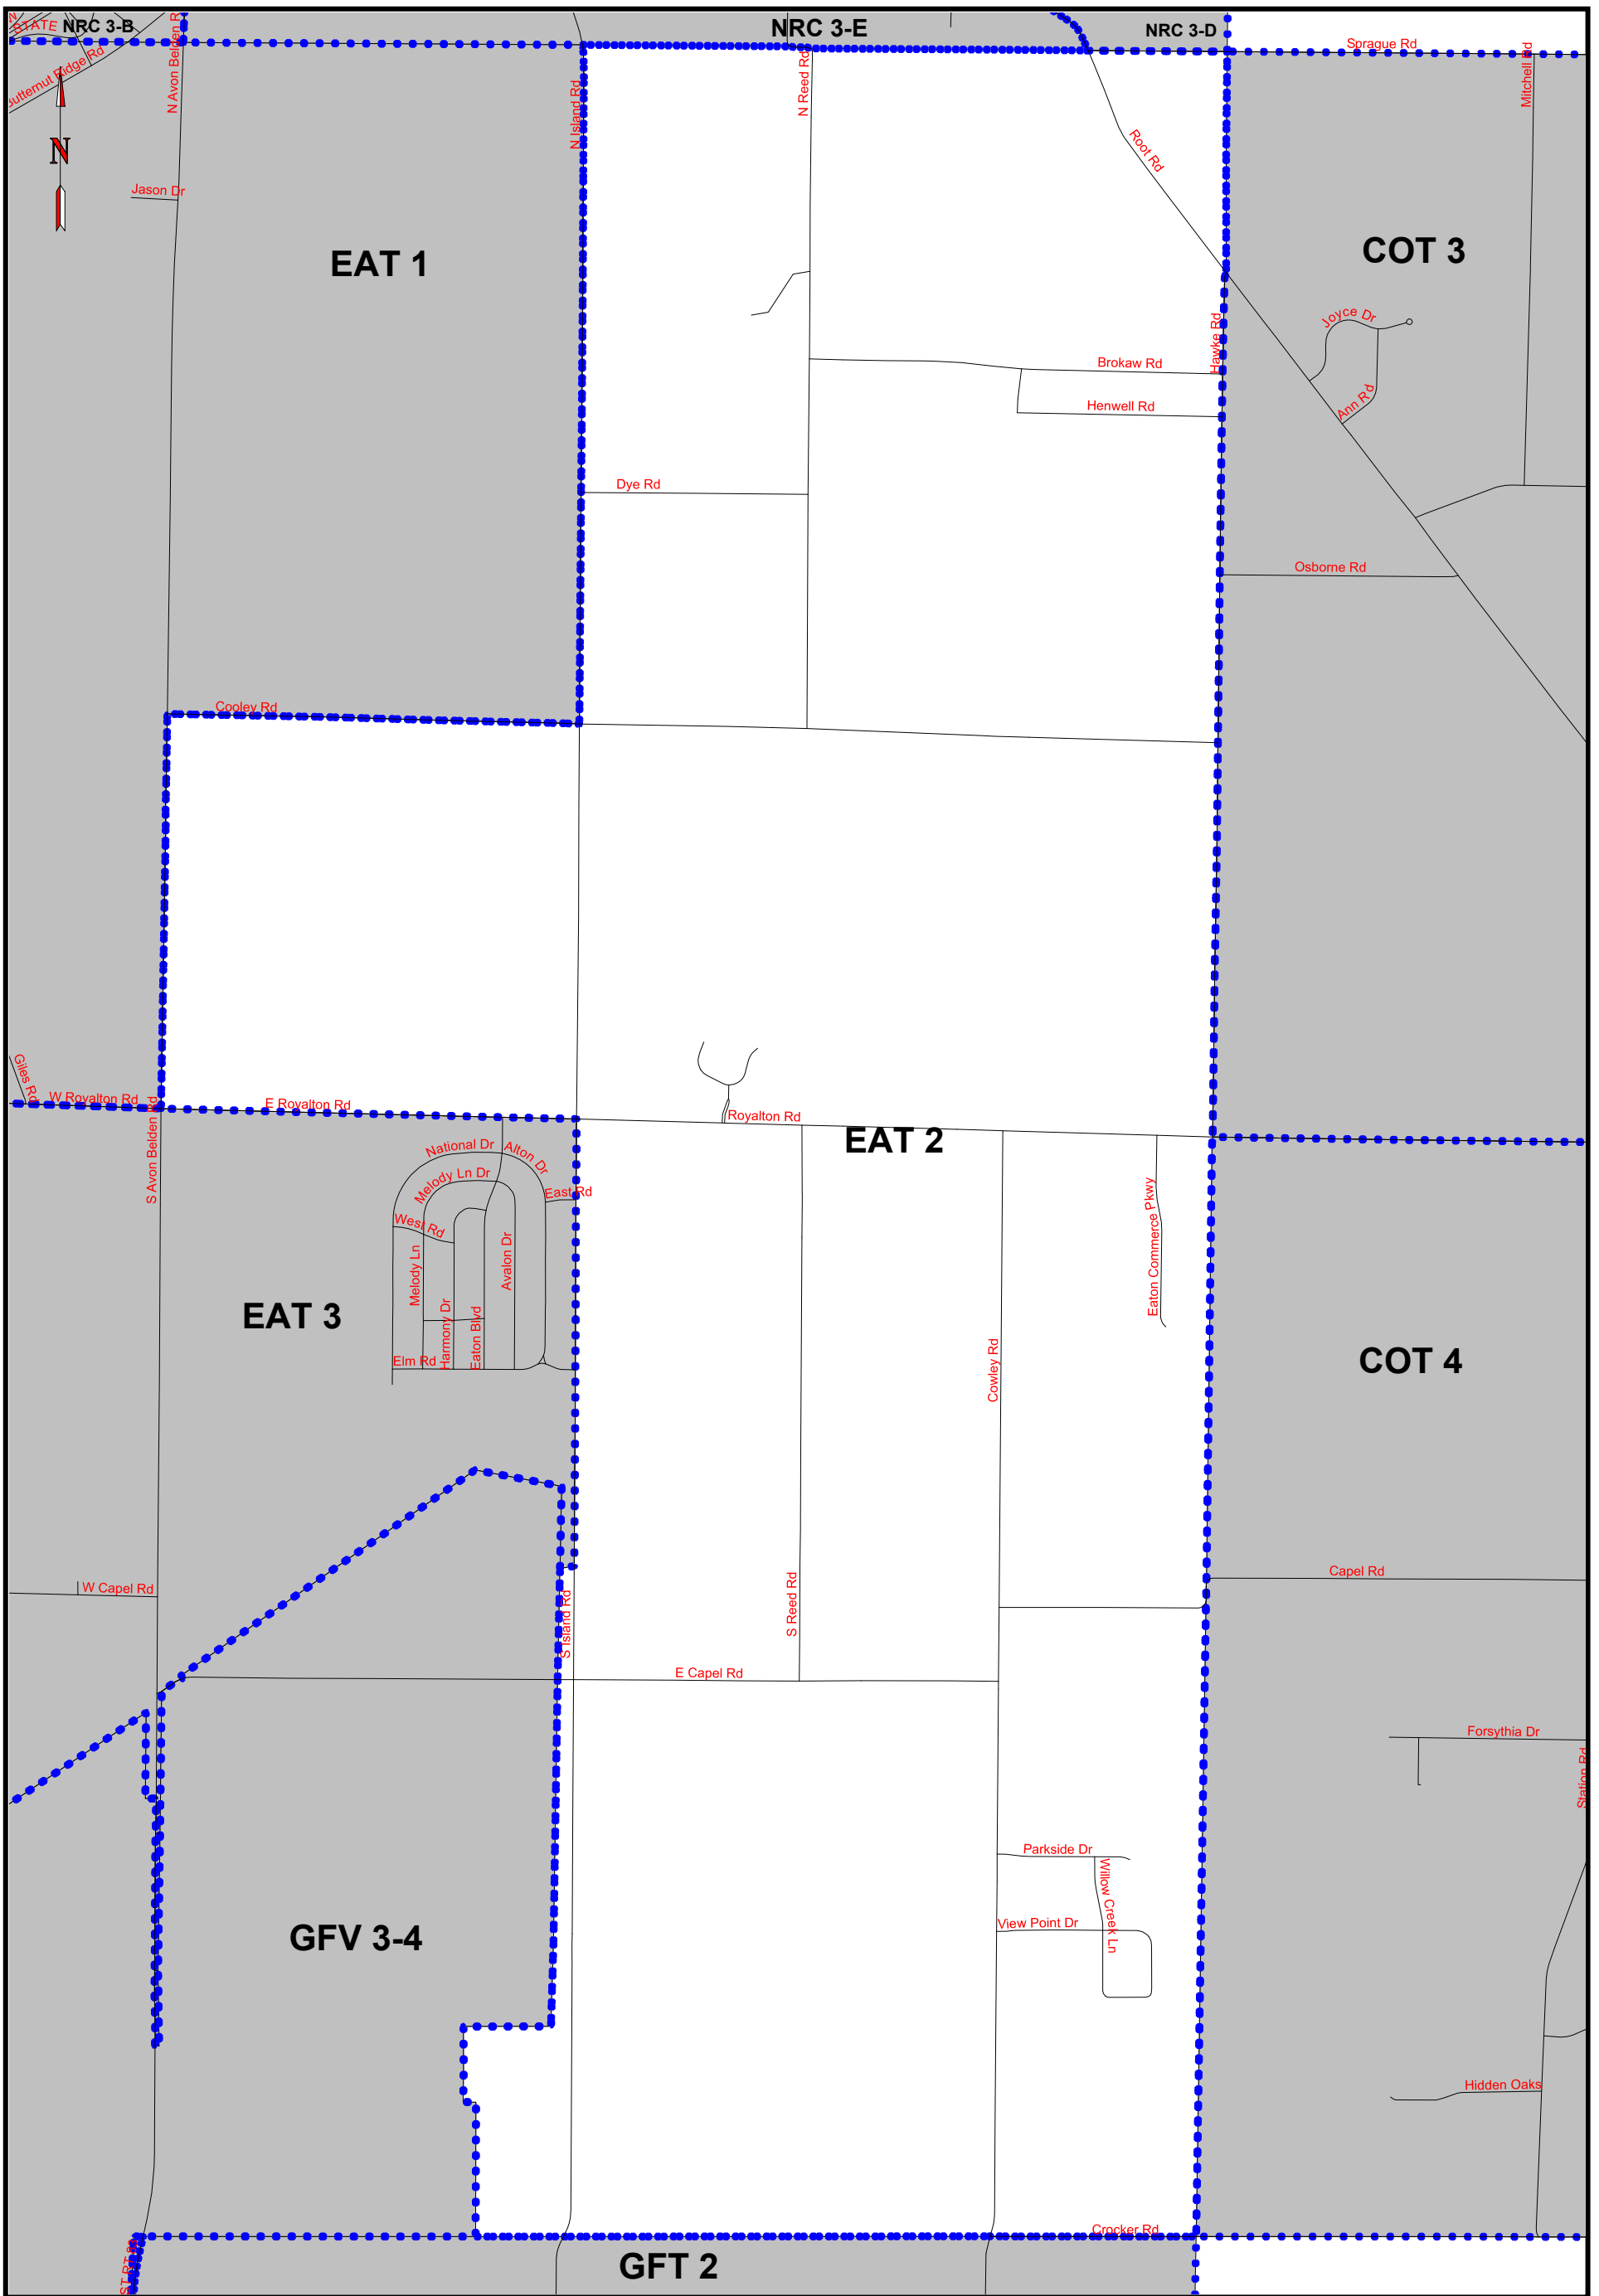 STATE
NRC 3-B
NRC 3-E
NRC 3-D
Sprague Rd
Butternut Ridge Rd
N Avon Belden R
N Island Rd
N Reed Rd
Mitchell Rd
N
Root Rd
Jason Dr
EAT 1
COT 3
Joyce Dr
Hawke Rd
Brokaw Rd
Ann Rd
Henwell Rd
Dye Rd
Osborne Rd
Cooley Rd
Giles Rd
W Royalton Rd
S Avon Belden Rd
E Royalton Rd
Royalton Rd
EAT 2
National Dr
Alton Dr
Melody Ln Dr
East Rd
West Rd
Melody Ln
Avalon Dr
Eaton Commerce Pkwy
EAT 3
Harmony Dr
Eaton Blvd
Elm Rd
Cowley Rd
COT 4
W Capel Rd
Capel Rd
S Island Rd
S Reed Rd
E Capel Rd
Forsythia Dr
Station Rd
Parkside Dr
Willow Creek Ln
View Point Dr
GFV 3-4
Hidden Oaks
Crocker Rd
GFT 2